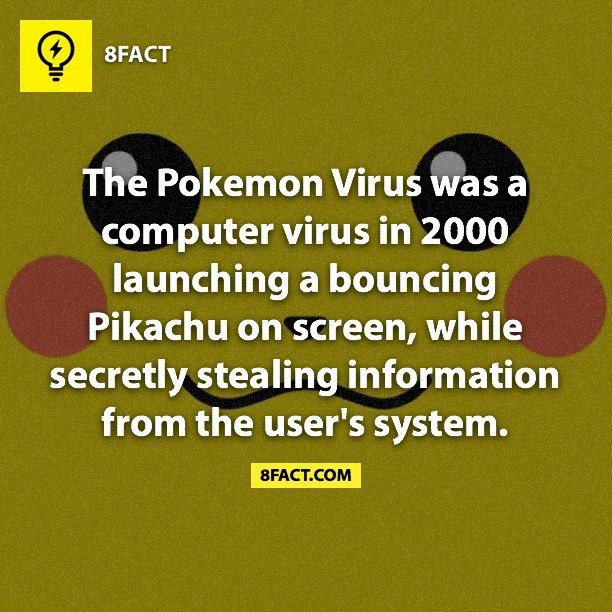 8FACT
The Pokemon Virus was a
computer virus in 2000
launching a bouncing
Pikachu on screen, while
secretly stealing information
from the user's system.
8FACT.COM